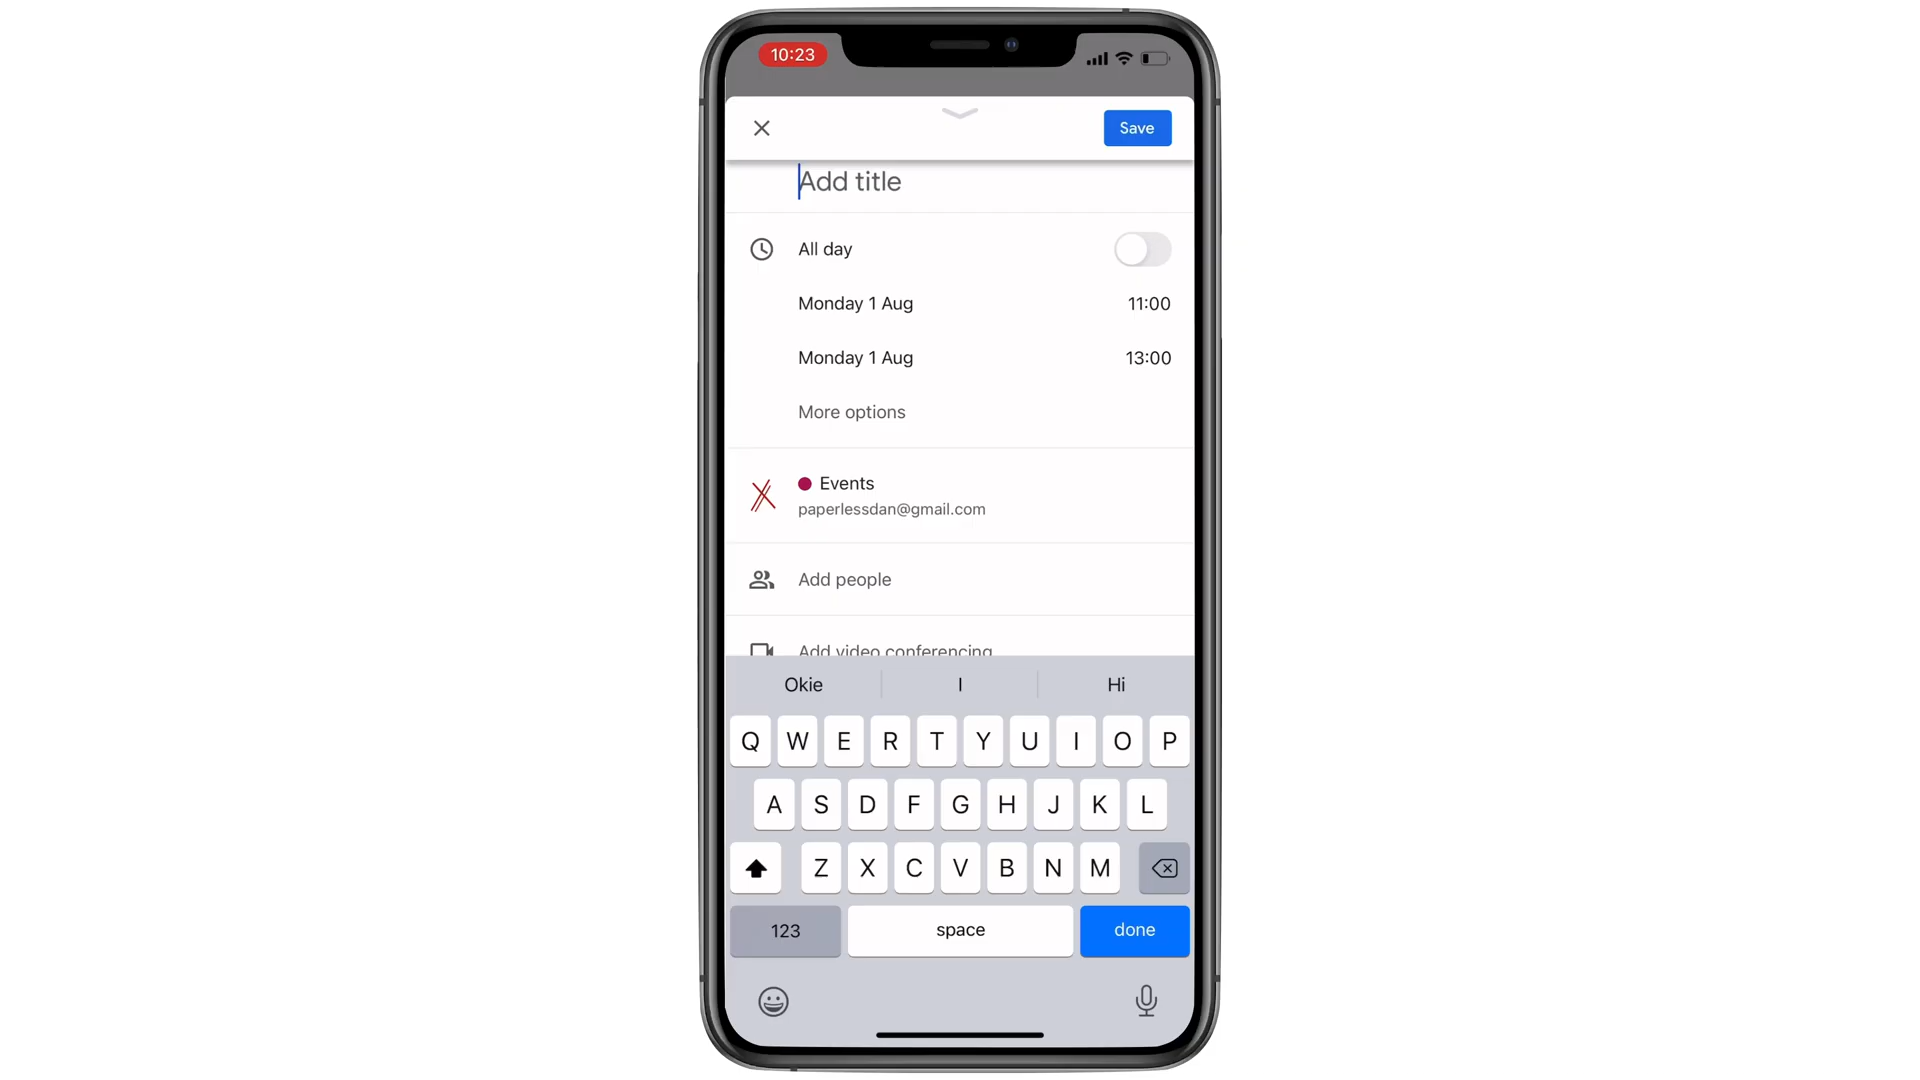 10:23
Save
Add title
All day
Monday 1 Aug 11:00
Monday 1 Aug 13:00
More options
Events
paperlessdan@gmail.com
Add people
Add video conferencing
Okie I Hi
Q W E R T Y U I O P
A S D F G H J K L
Z X C V B N M
123 space done